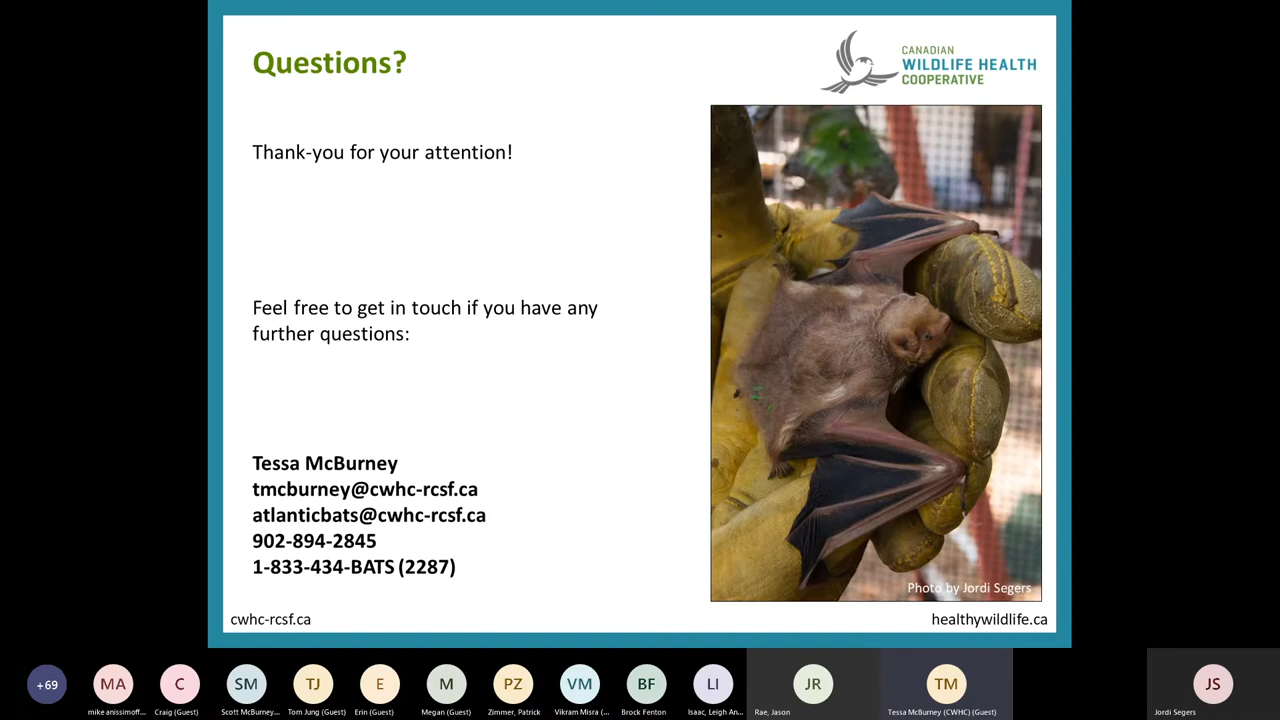 Questions?
CANADIAN
WILDLIFE HEALTH
COOPERATIVE
Thank-you for your attention!
Feel free to get in touch if you have any
further questions:
Tessa McBurney
tmcburney@cwhc-rcsf.ca
atlanticbats@cwhc-rcsf.ca
902-894-2845
1-833-434-BATS (2287)
Photo by Jordi Segers
cwhc-rcsf.ca
healthywildlife.ca
+69
MA
C
SM
TJ
E
M
PZ
VM
BF
LI
JR
TM
JS
mike anissimoff...
Craig (Guest)
Scott McBurney...
Tom Jung (Guest)
Erin (Guest)
Megan (Guest)
Zimmer, Patrick
Vikram Misra (...
Brock Fenton
Isaac, Leigh An...
Rae, Jason
Tessa McBurney (CWHC) (Guest)
Jordi Segers